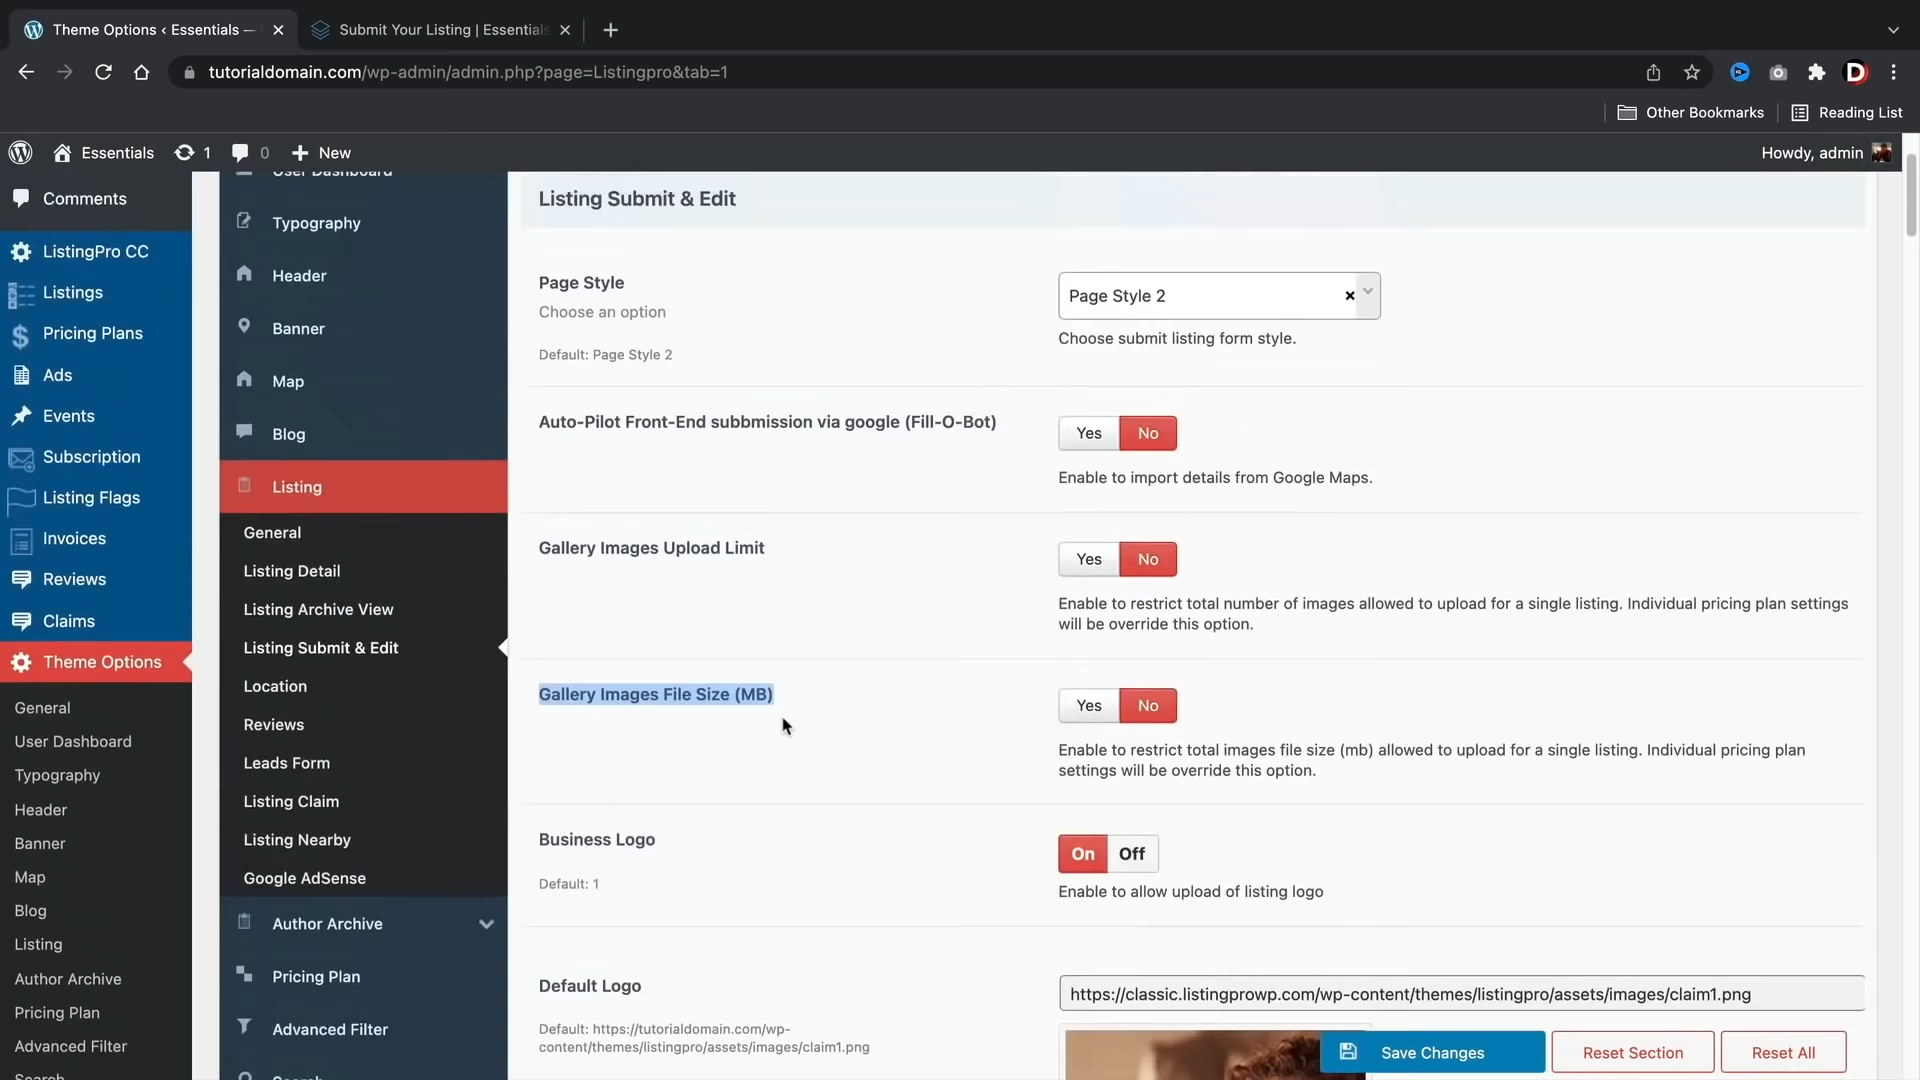 Theme Options ‹ Essentials —
Submit Your Listing | Essentials
tutorialdomain.com/wp-admin/admin.php?page=Listingpro&tab=1
Other Bookmarks
Reading List
Essentials
1
0
New
Howdy, admin
Comments
ListingPro CC
Listings
Pricing Plans
Ads
Events
Subscription
Listing Flags
Invoices
Reviews
Claims
Theme Options
General
User Dashboard
Typography
Header
Banner
Map
Blog
Listing
Author Archive
Pricing Plan
Advanced Filter
Search
User Dashboard
Typography
Header
Banner
Map
Blog
Listing
General
Listing Detail
Listing Archive View
Listing Submit & Edit
Location
Reviews
Leads Form
Listing Claim
Listing Nearby
Google AdSense
Author Archive
Pricing Plan
Advanced Filter
Search
Listing Submit & Edit
Page Style
Choose an option
Default: Page Style 2
Page Style 2
Choose submit listing form style.
Auto-Pilot Front-End subbmission via google (Fill-O-Bot)
Yes No
Enable to import details from Google Maps.
Gallery Images Upload Limit
Yes No
Enable to restrict total number of images allowed to upload for a single listing. Individual pricing plan settings
will be override this option.
Gallery Images File Size (MB)
Yes No
Enable to restrict total images file size (mb) allowed to upload for a single listing. Individual pricing plan
settings will be override this option.
Business Logo
Default: 1
On Off
Enable to allow upload of listing logo
Default Logo
Default: https://tutorialdomain.com/wp-
content/themes/listingpro/assets/images/claim1.png
https://classic.listingprowp.com/wp-content/themes/listingpro/assets/images/claim1.png
Save Changes
Reset Section
Reset All